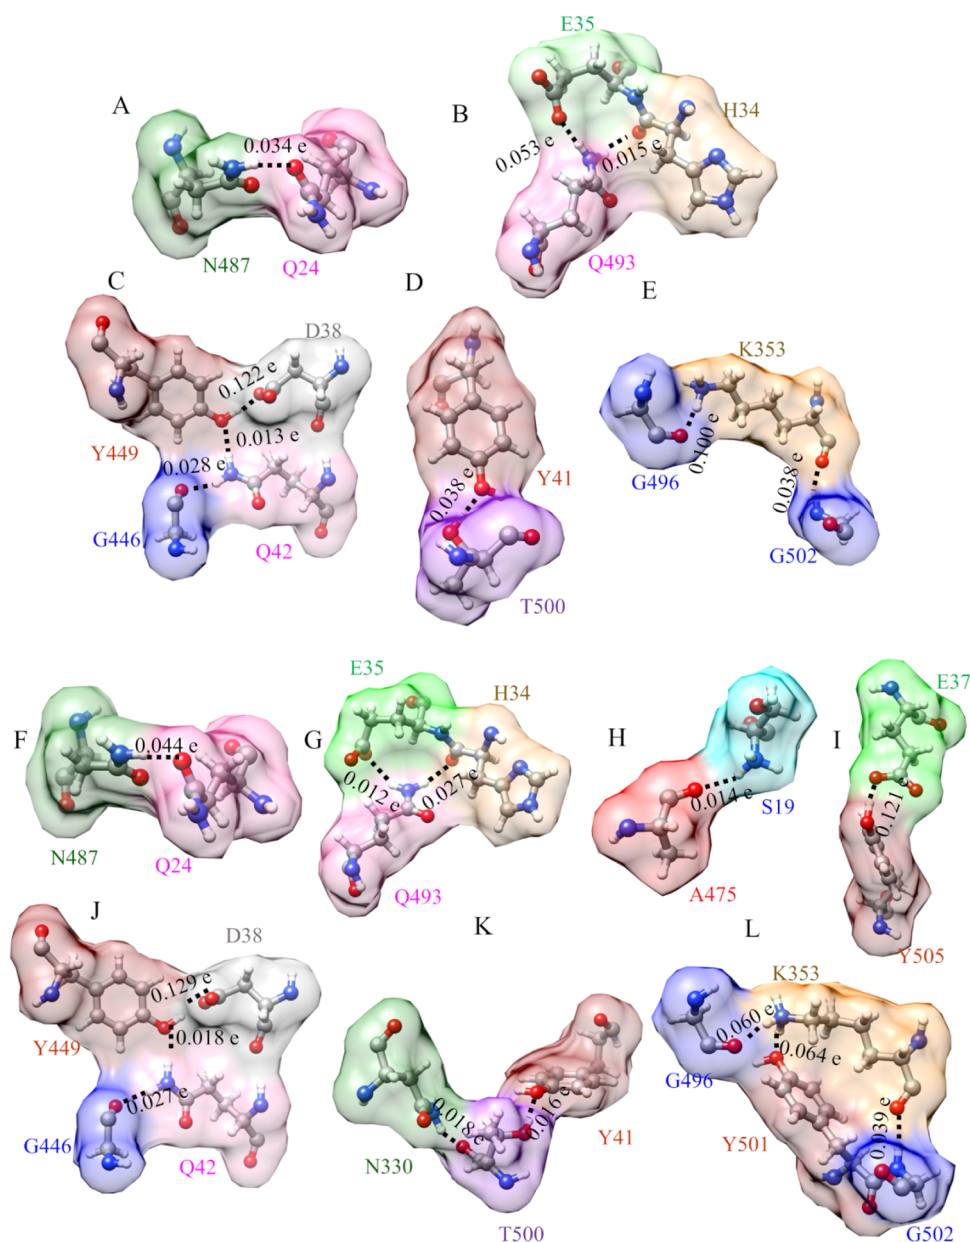 E35
A
B
H34
0.034 e
0.053 e
0.015 e
N487
Q24
Q493
C
D
E
D38
K353
0.122 e
0.013 e
0.028 e
Y449
G446
Q42
0.038 e
Y41
T500
0.100 e
0.038 e
G496
G502
E35
H34
E37
F
G
H
I
0.044 e
0.012 e
0.027 e
0.014 e
S19
0.121 e
N487
Q24
Q493
A475
Y505
J
K
L
D38
K353
0.129 e
0.018 e
0.027 e
Y449
G446
Q42
0.018 e
0.016 e
N330
Y41
T500
0.060 e
0.064 e
0.039 e
G496
Y501
G502